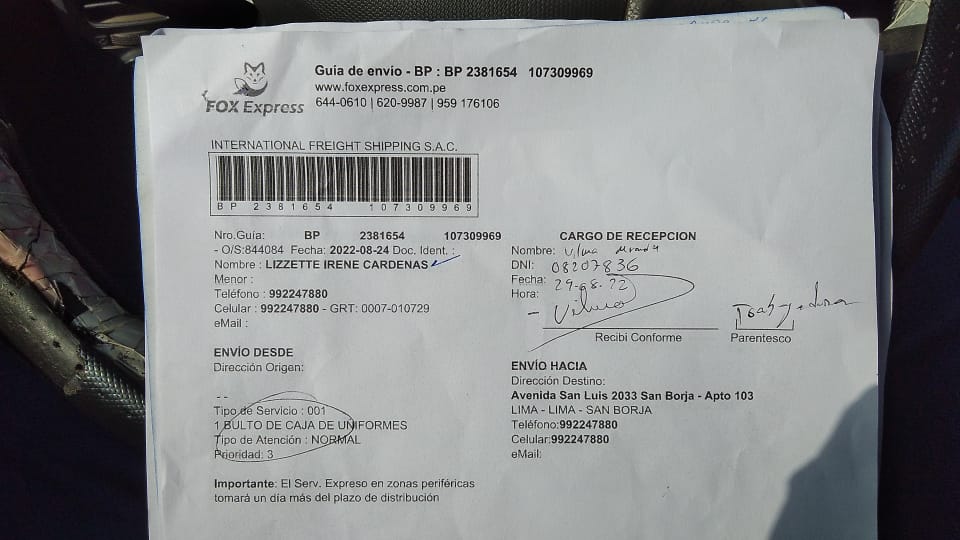 FOX Express
Guía de envío - BP : BP 2381654 107309969
www.foxexpress.com.pe
644-0610 | 620-9987 | 959 176106
INTERNATIONAL FREIGHT SHIPPING S.A.C.
BP 2381654 107309969
Nro.Guía: BP 2381654 107309969
- O/S:844084 Fecha: 2022-08-24 Doc. Ident. :
Nombre : LIZZETTE IRENE CARDENAS
Menor :
Teléfono : 992247880
Celular : 992247880 - GRT: 0007-010729
eMail :
ENVÍO DESDE
Dirección Origen:
--
Tipo de Servicio : 001
1 BULTO DE CAJA DE UNIFORMES
Tipo de Atención : NORMAL
Prioridad: 3
Importante: El Serv. Expreso en zonas periféricas
tomará un día más del plazo de distribución
CARGO DE RECEPCION
Nombre: Vilma
DNI: 08207836
Fecha: 29-08-22
Hora:
Recibi Conforme
Parentesco
ENVÍO HACIA
Dirección Destino:
Avenida San Luis 2033 San Borja - Apto 103
LIMA - LIMA - SAN BORJA
Teléfono:992247880
Celular:992247880
eMail: